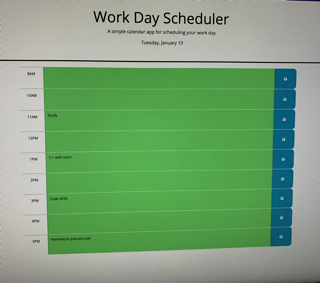 Work Day Scheduler
A simple calendar app for scheduling your work day
Tuesday, January 10
9AM
10AM
11AM Study
12PM
1PM 1:1 with tutor
2PM
3PM Code drills
4PM
5PM Homework pseudocode